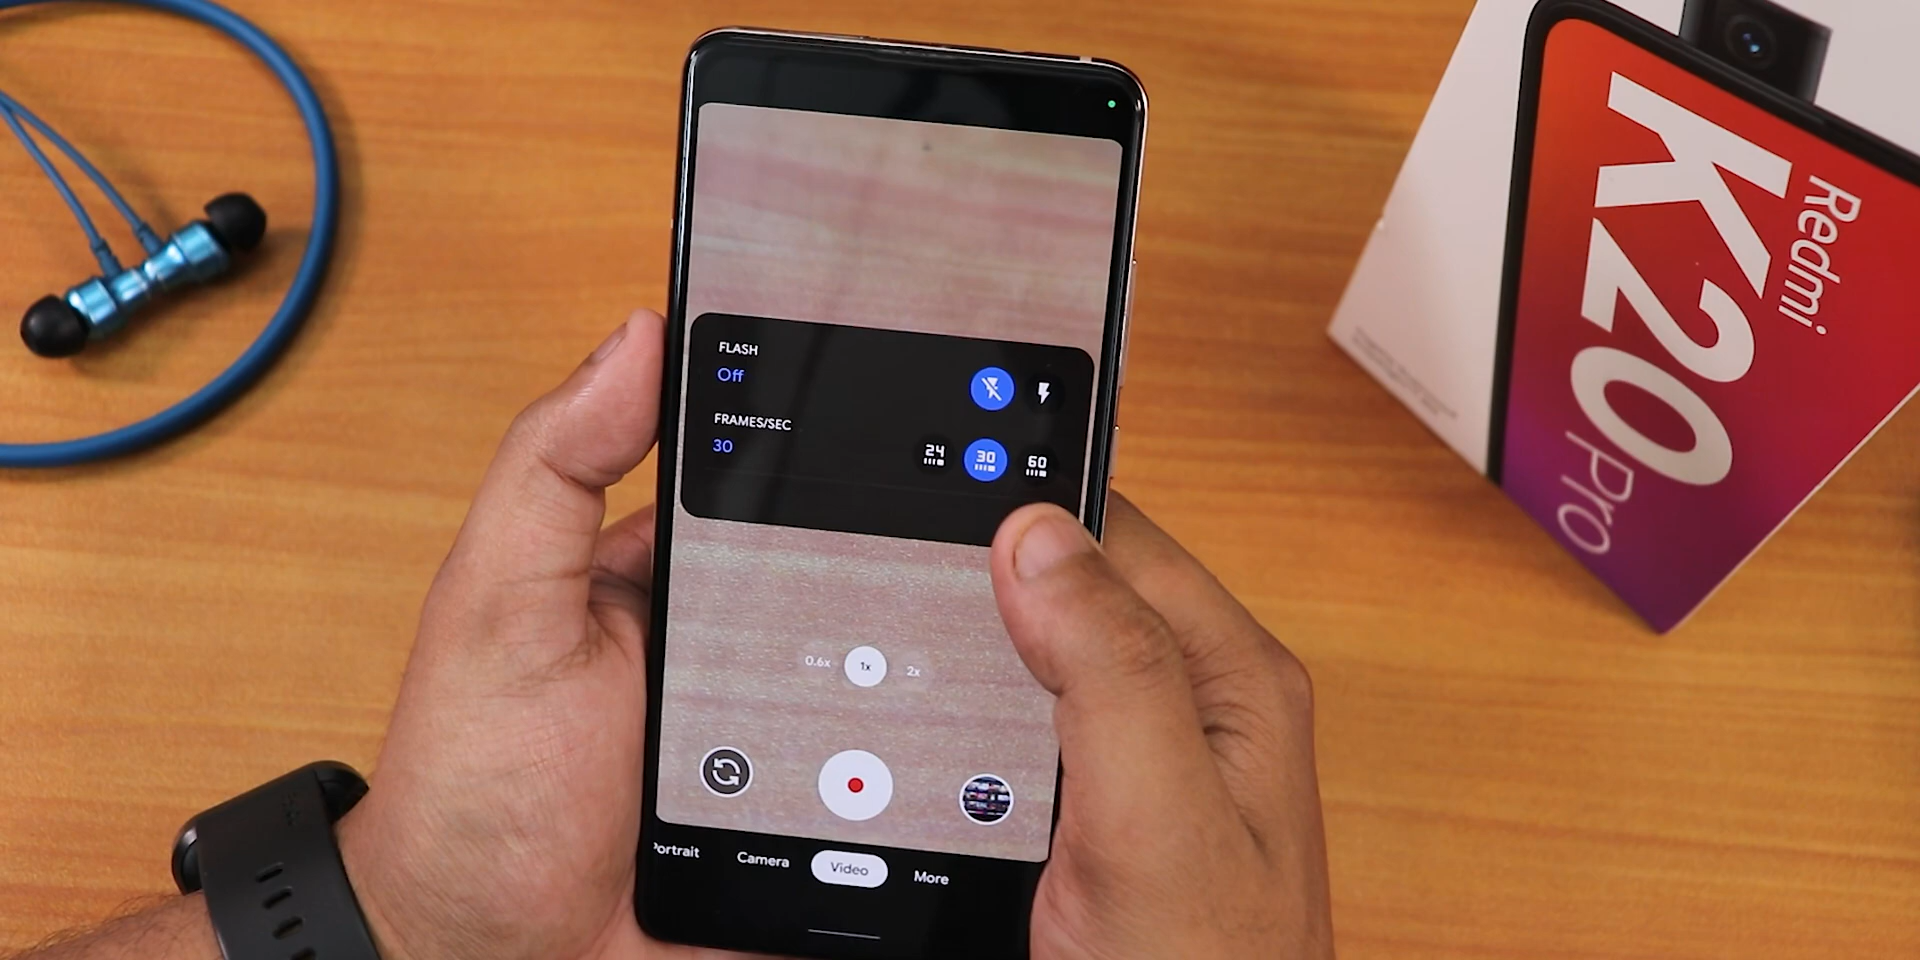 FLASH
Off
FRAMES/SEC
30
24
30
60
0.6x
1x
2x
Portrait
Camera
Video
More
Redmi
K20
Pro